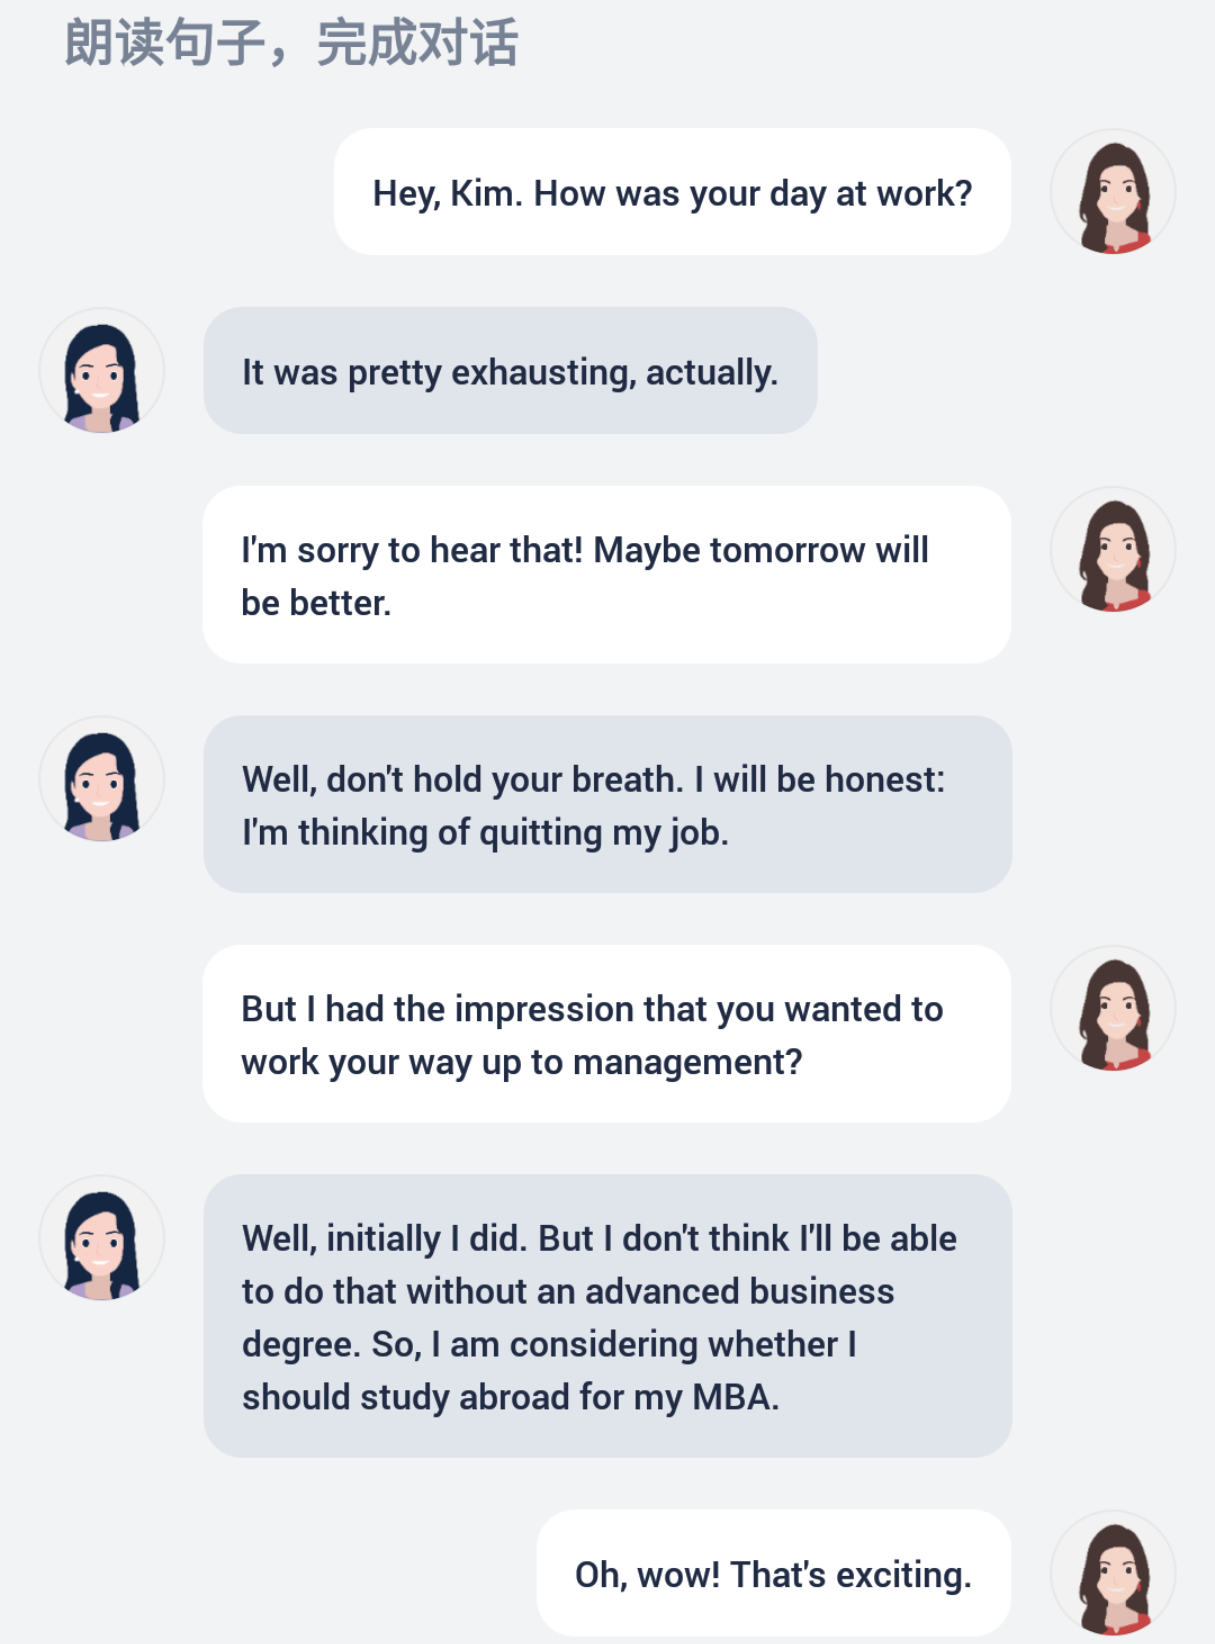 朗读句子，完成对话
Hey, Kim. How was your day at work?
It was pretty exhausting, actually.
I'm sorry to hear that! Maybe tomorrow will
be better.
Well, don't hold your breath. I will be honest:
I'm thinking of quitting my job.
But I had the impression that you wanted to
work your way up to management?
Well, initially I did. But I don't think I'll be able
to do that without an advanced business
degree. So, I am considering whether I
should study abroad for my MBA.
Oh, wow! That's exciting.